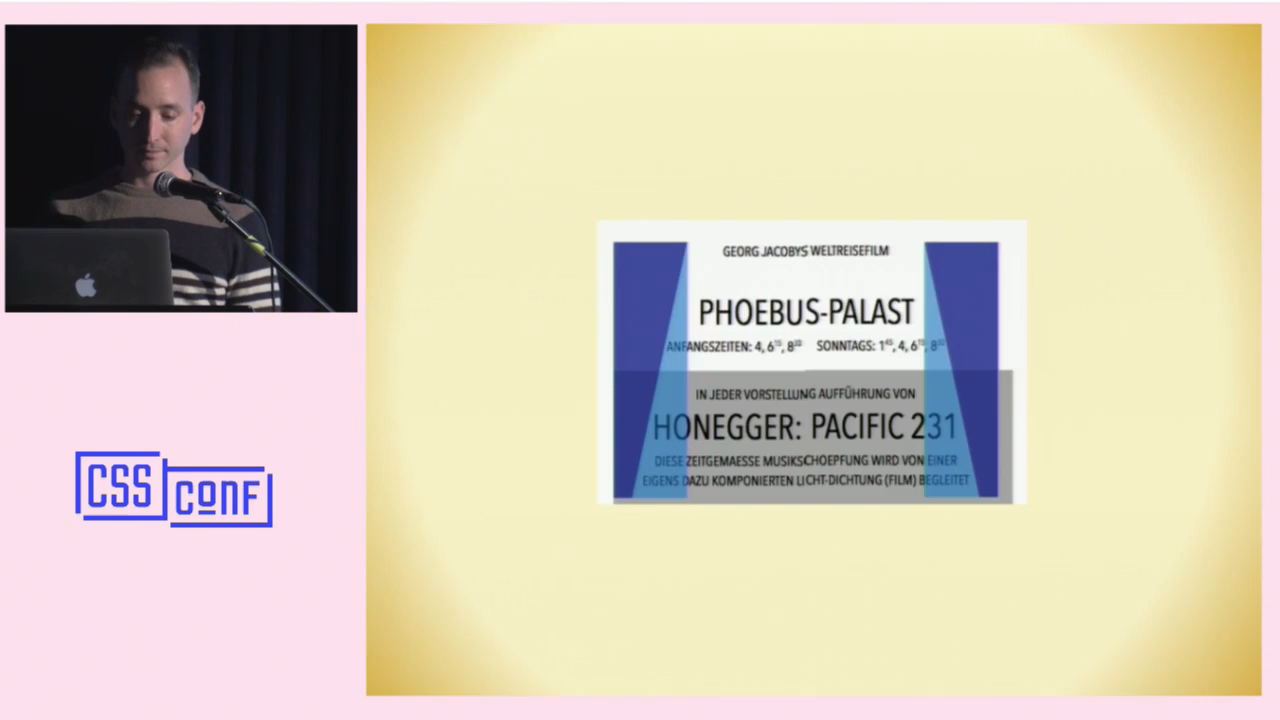 GEORG JACOBYS WELTREISEFILM
PHOEBUS-PALAST
ANFANGSZEITEN: 4, 6¹⁵, 8³⁰ SONNTAGS: 1⁴⁵, 4, 6¹⁵, 8³⁰
IN JEDER VORSTELLUNG AUFFÜHRUNG VON
HONEGGER: PACIFIC 231
DIESE ZEITGEMAESSE MUSIKSCHOEPFUNG WIRD VON EINER
EIGENS DAZU KOMPONIERTEN LICHT-DICHTUNG (FILM) BEGLEITET
CSS
CONF